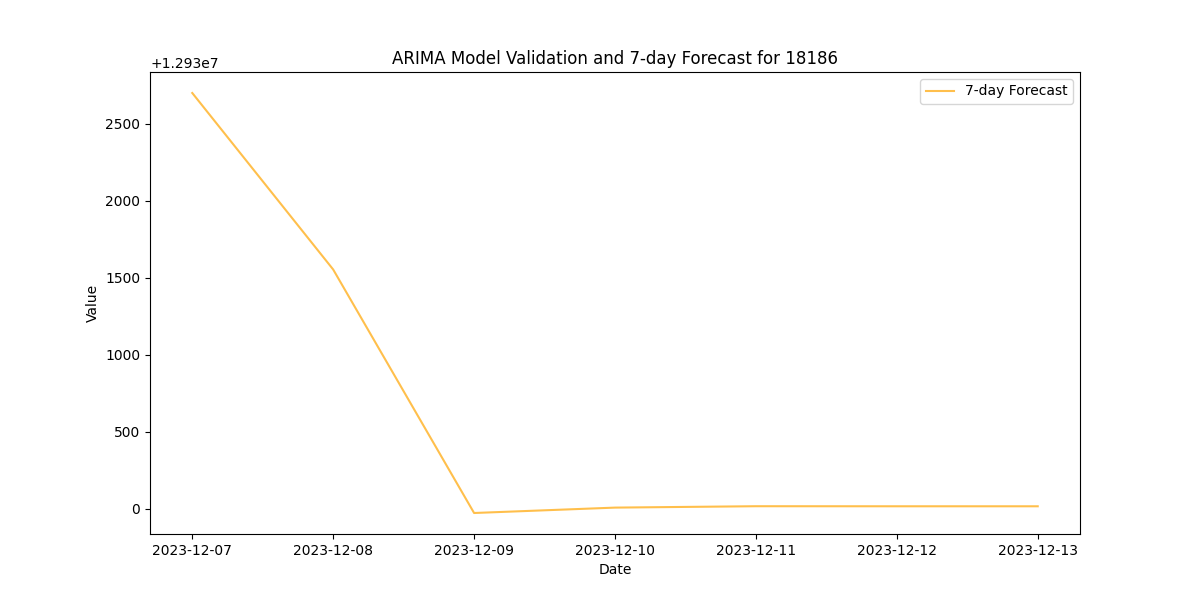 ARIMA Model Validation and 7-day Forecast for 18186
+1.293e7
7-day Forecast
2500
2000
1500
1000
500
0
Value
2023-12-07 2023-12-08 2023-12-09 2023-12-10 2023-12-11 2023-12-12 2023-12-13
Date